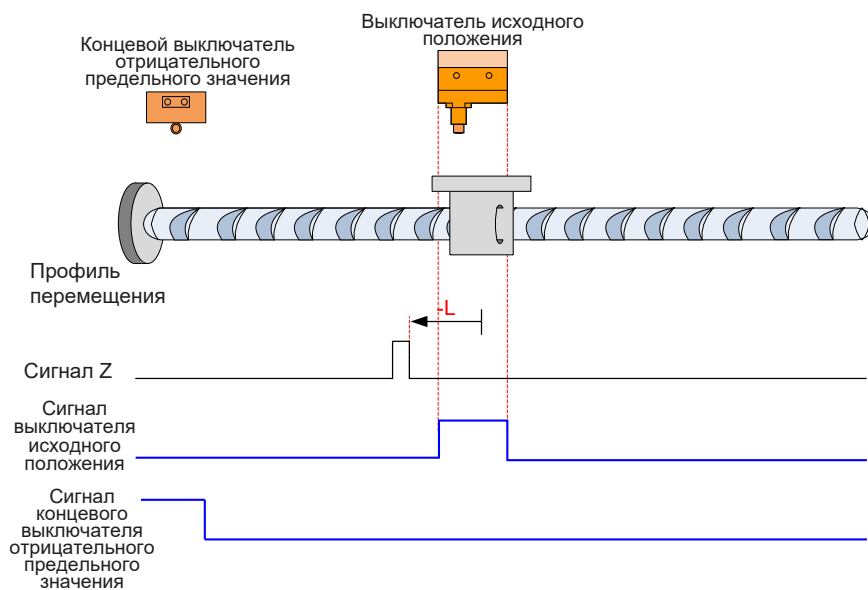 Выключатель исходного
положения
Концевой выключатель
отрицательного
предельного значения
Профиль
перемещения
-L
Сигнал Z
Сигнал
выключателя
исходного
положения
Сигнал
концевого
выключателя
отрицательного
предельного
значения